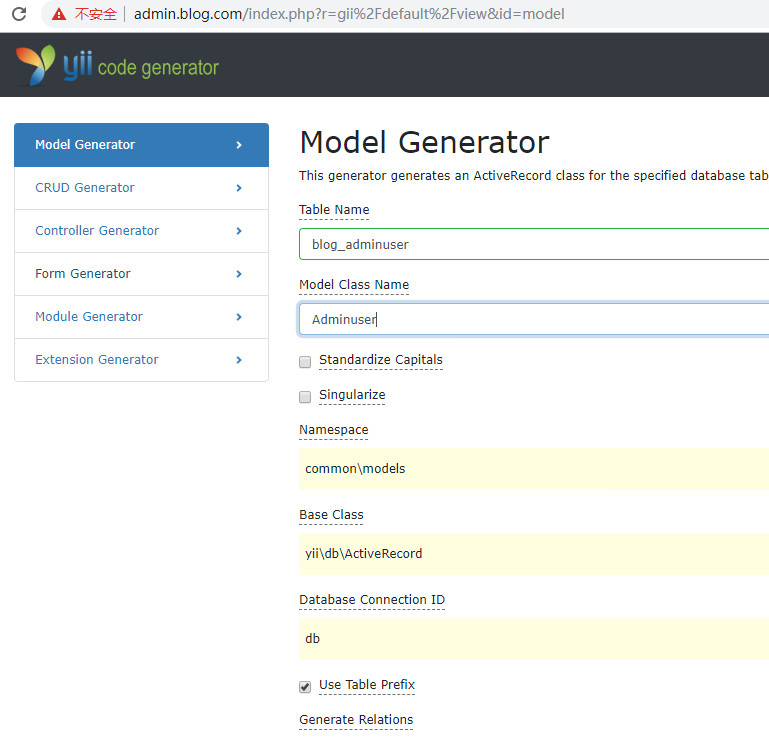 不安全 admin.blog.com/index.php?r=gii%2Fdefault%2Fview&id=model
yii code generator
Model Generator
CRUD Generator
Controller Generator
Form Generator
Module Generator
Extension Generator
Model Generator
This generator generates an ActiveRecord class for the specified database tab
Table Name
blog_adminuser
Model Class Name
Adminuser
Standardize Capitals
Singularize
Namespace
common\models
Base Class
yii\db\ActiveRecord
Database Connection ID
db
Use Table Prefix
Generate Relations